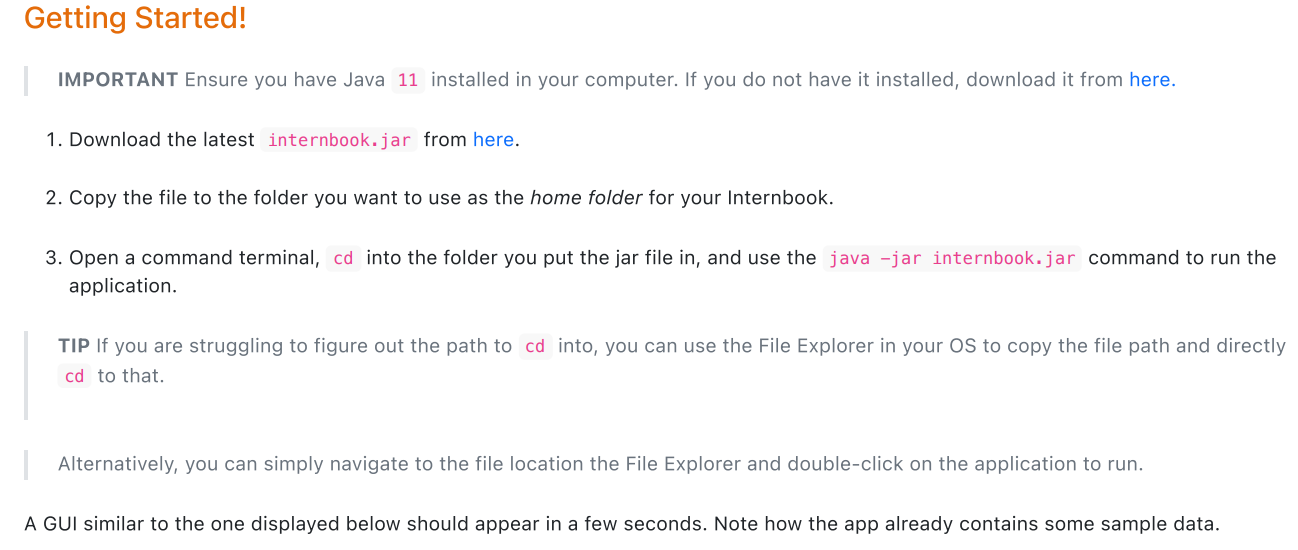 Getting Started!
IMPORTANT Ensure you have Java 11 installed in your computer. If you do not have it installed, download it from here.
1. Download the latest internbook.jar from here.
2. Copy the file to the folder you want to use as the home folder for your Internbook.
3. Open a command terminal, cd into the folder you put the jar file in, and use the java -jar internbook.jar command to run the
application.
TIP If you are struggling to figure out the path to cd into, you can use the File Explorer in your OS to copy the file path and directly
cd to that.
Alternatively, you can simply navigate to the file location the File Explorer and double-click on the application to run.
A GUI similar to the one displayed below should appear in a few seconds. Note how the app already contains some sample data.